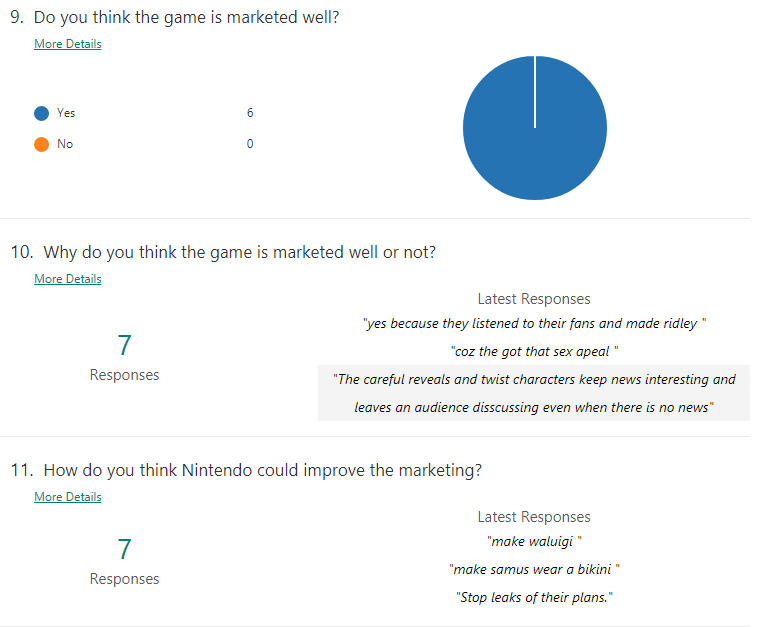 9. Do you think the game is marketed well?
More Details
Yes 6
No 0
10. Why do you think the game is marketed well or not?
More Details
7
Responses
Latest Responses
"yes because they listened to their fans and made ridley "
"coz the got that sex apeal "
"The careful reveals and twist characters keep news interesting and
leaves an audience disscussing even when there is no news"
11. How do you think Nintendo could improve the marketing?
More Details
7
Responses
Latest Responses
"make waluigi "
"make samus wear a bikini "
"Stop leaks of their plans."